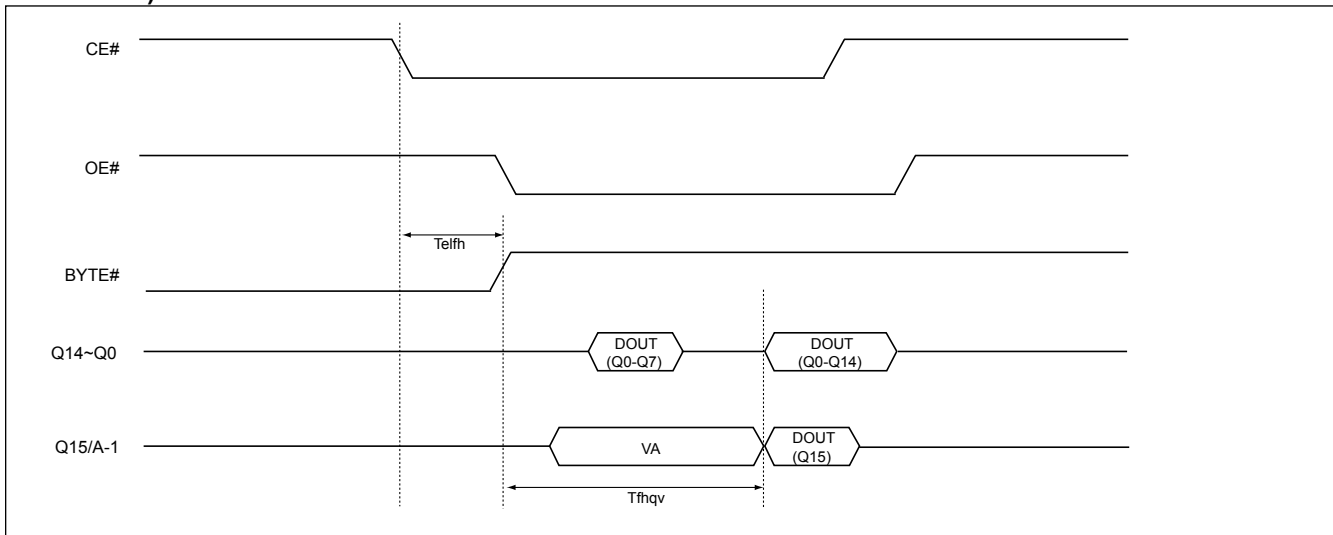 CE#
OE#
Telfh
BYTE#
Q14~Q0
DOUT
(Q0-Q7)
DOUT
(Q0-Q14)
Q15/A-1
VA
DOUT
(Q15)
Tfhqv